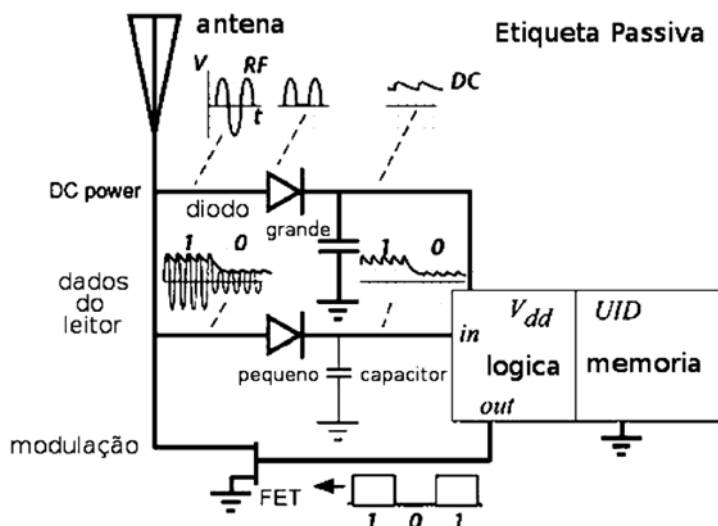 antena
Etiqueta Passiva
V RF
t
DC
DC power
diodo
grande
1 0
1 0
dados
do
leitor
in
Vdd
UID
logica
memoria
pequeno
capacitor
out
modulação
FET
1 0 1